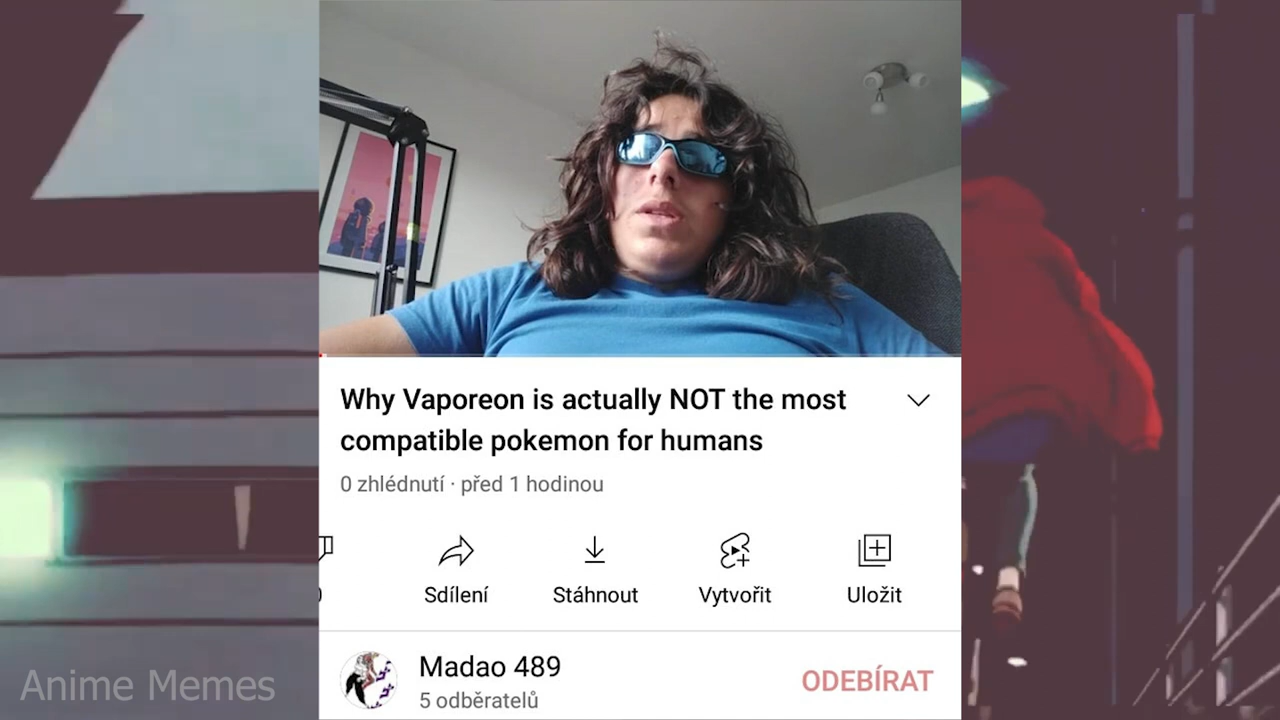 Why Vaporeon is actually NOT the most
compatible pokemon for humans
0 zhlédnutí · před 1 hodinou
Sdílení
Stáhnout
Vytvořit
Uložit
Madao 489
5 odběratelů
ODEBÍRAT
Anime Memes